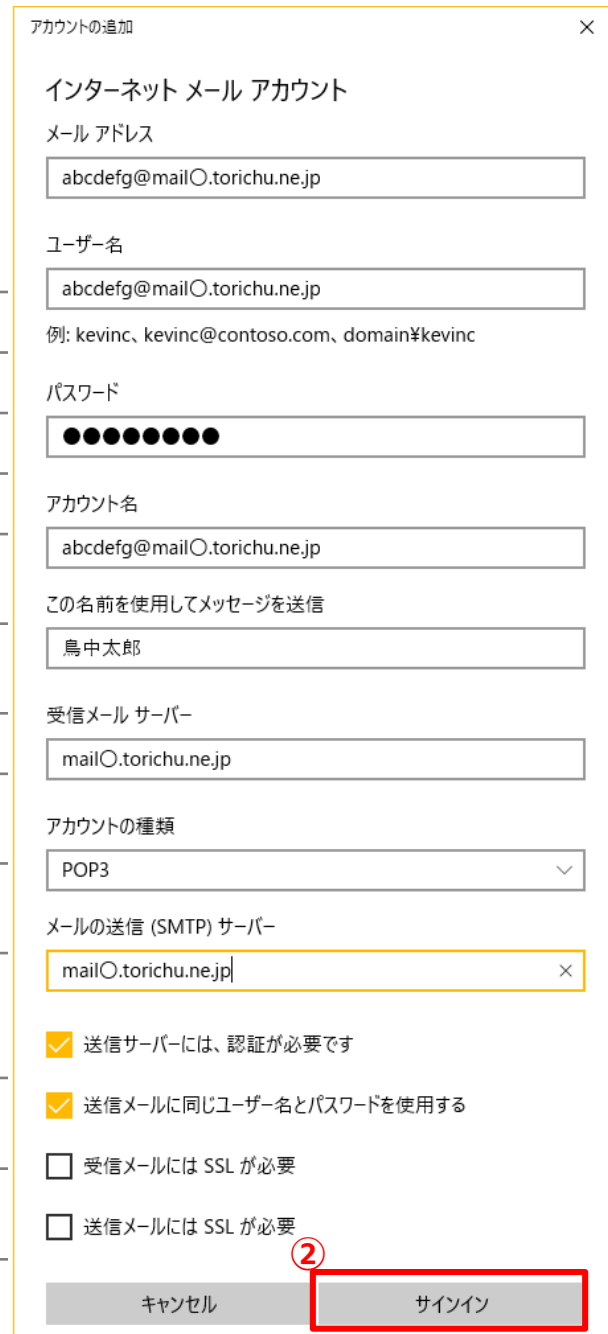 アカウントの追加
インターネット メール アカウント
メール アドレス
abcdefg@mail〇.torichu.ne.jp
ユーザー名
abcdefg@mail〇.torichu.ne.jp
例: kevinc、kevinc@contoso.com、domain¥kevinc
パスワード
●●●●●●●●
アカウント名
abcdefg@mail〇.torichu.ne.jp
この名前を使用してメッセージを送信
鳥中太郎
受信メール サーバー
mail〇.torichu.ne.jp
アカウントの種類
POP3
メールの送信 (SMTP) サーバー
mail〇.torichu.ne.jp
送信サーバーには、認証が必要です
送信メールに同じユーザー名とパスワードを使用する
受信メールには SSL が必要
送信メールには SSL が必要
②
キャンセル サインイン